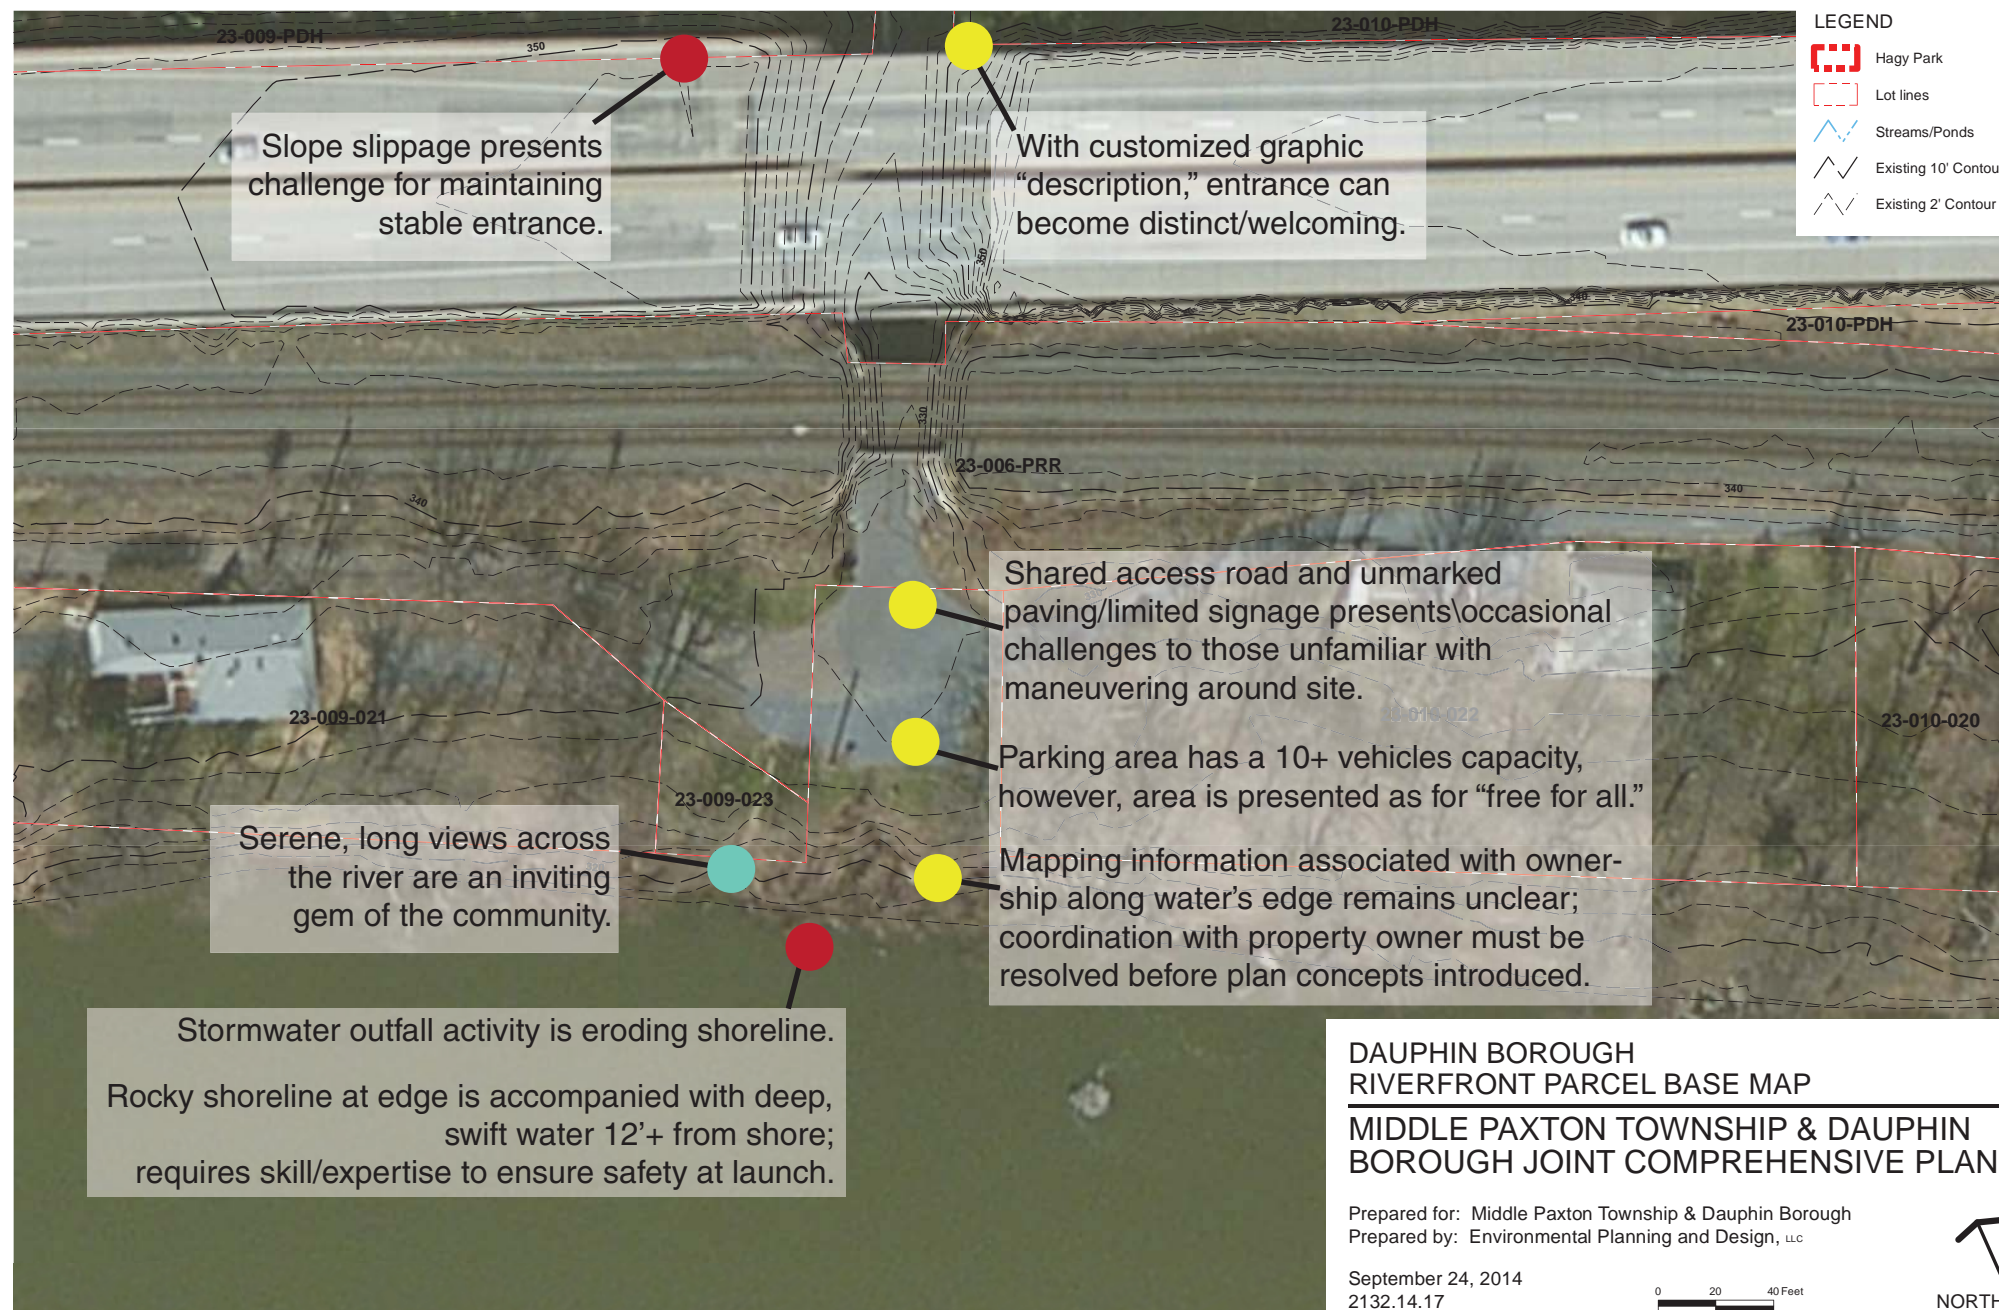 23-009-PDH
350
23-010-PDH
LEGEND
Hagy Park
Lot lines
Streams/Ponds
Existing 10' Contou
Existing 2' Contour
Slope slippage presents
challenge for maintaining
stable entrance.
With customized graphic
“description,” entrance can
become distinct/welcoming.
350
340
23-010-PDH
330
23-006-PRR
340
340
Shared access road and unmarked
paving/limited signage presents\occasional
challenges to those unfamiliar with
maneuvering around site.
23-009-021
23-010-020
Parking area has a 10+ vehicles capacity,
however, area is presented as for “free for all.”
23-009-023
Serene, long views across
the river are an inviting
gem of the community.
Mapping information associated with owner-
ship along water’s edge remains unclear;
coordination with property owner must be
resolved before plan concepts introduced.
Stormwater outfall activity is eroding shoreline.
Rocky shoreline at edge is accompanied with deep,
swift water 12’+ from shore;
requires skill/expertise to ensure safety at launch.
DAUPHIN BOROUGH
RIVERFRONT PARCEL BASE MAP
MIDDLE PAXTON TOWNSHIP & DAUPHIN
BOROUGH JOINT COMPREHENSIVE PLAN
Prepared for: Middle Paxton Township & Dauphin Borough
Prepared by: Environmental Planning and Design, LLC
September 24, 2014
2132.14.17
0 20 40 Feet
NORTH